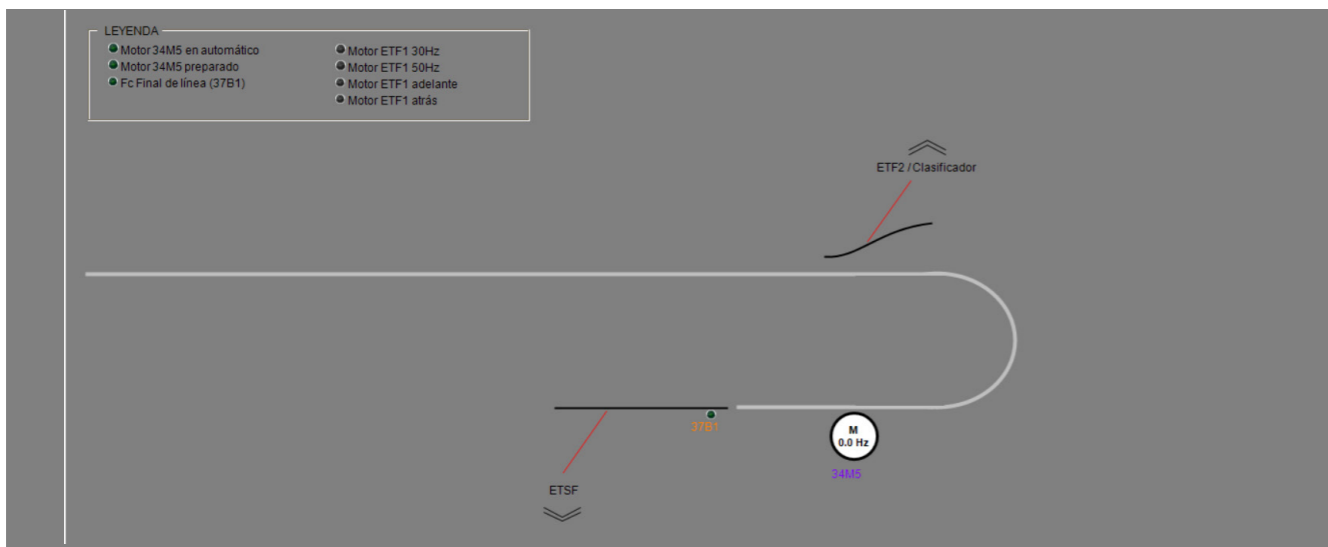 LEYENDA
Motor 34M5 en automático
Motor 34M5 preparado
Fc Final de línea (37B1)
Motor ETF1 30Hz
Motor ETF1 50Hz
Motor ETF1 adelante
Motor ETF1 atrás
ETF2 / Clasificador
37B1
M
0.0 Hz
34M5
ETSF